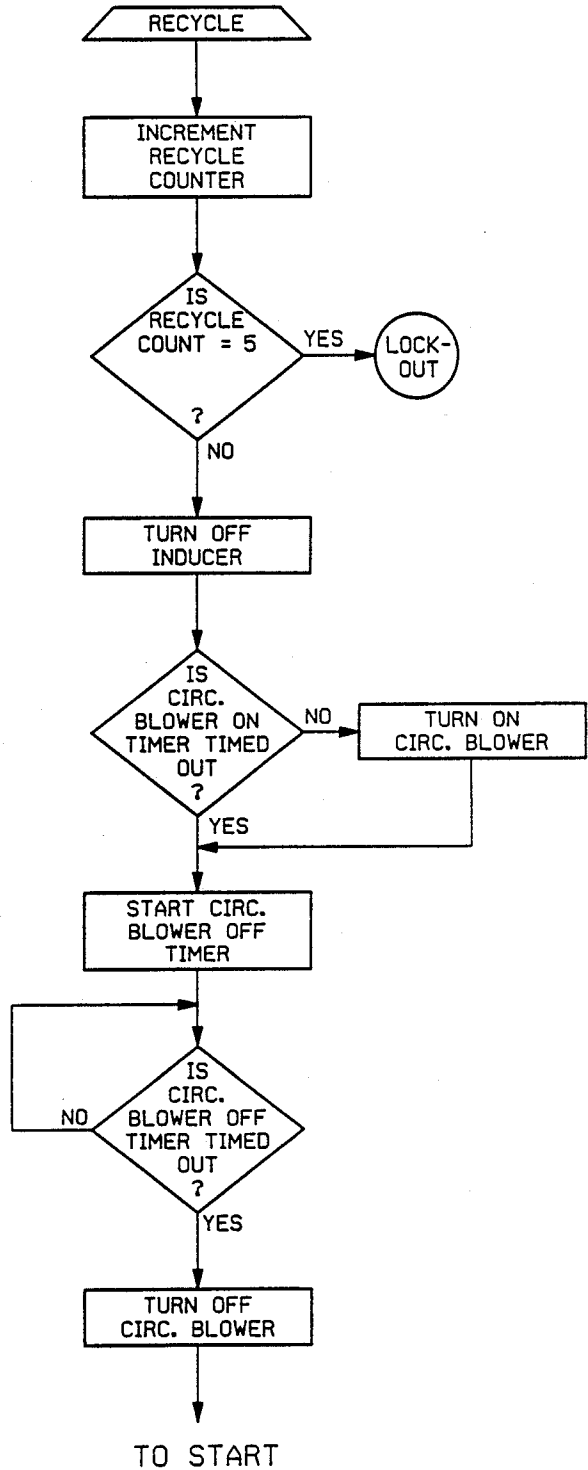 RECYCLE
INCREMENT
RECYCLE
COUNTER
IS
RECYCLE
COUNT = 5
?
YES
LOCK-
OUT
NO
TURN OFF
INDUCER
IS
CIRC.
BLOWER ON
TIMER TIMED
OUT
?
NO
TURN ON
CIRC. BLOWER
YES
START CIRC.
BLOWER OFF
TIMER
IS
CIRC.
BLOWER OFF
TIMER TIMED
OUT
?
NO
YES
TURN OFF
CIRC. BLOWER
TO START